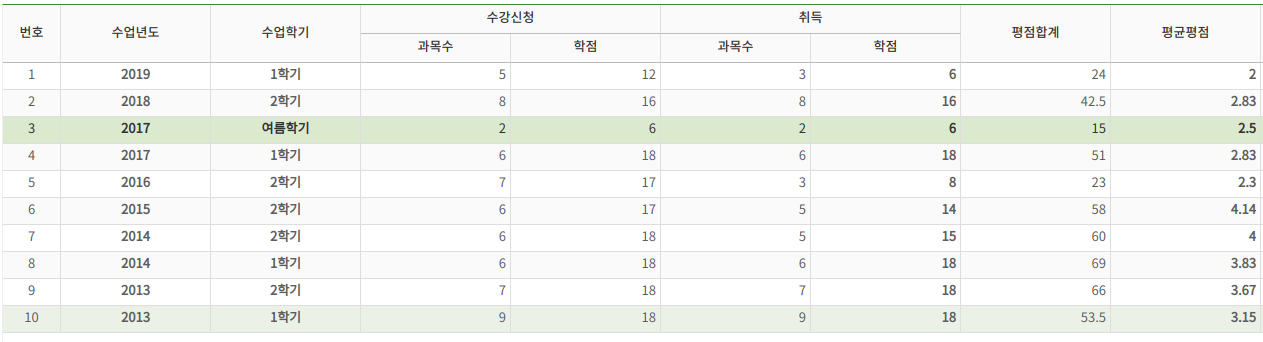 번호 수업년도 수업학기 수강신청 취득 평점합계 평균평점
과목수 학점 과목수 학점
1 2019 1학기 5 12 3 6 24 2
2 2018 2학기 8 16 8 16 42.5 2.83
3 2017 여름학기 2 6 2 6 15 2.5
4 2017 1학기 6 18 6 18 51 2.83
5 2016 2학기 7 17 3 8 23 2.3
6 2015 2학기 6 17 5 14 58 4.14
7 2014 2학기 6 18 5 15 60 4
8 2014 1학기 6 18 6 18 69 3.83
9 2013 2학기 7 18 7 18 66 3.67
10 2013 1학기 9 18 9 18 53.5 3.15